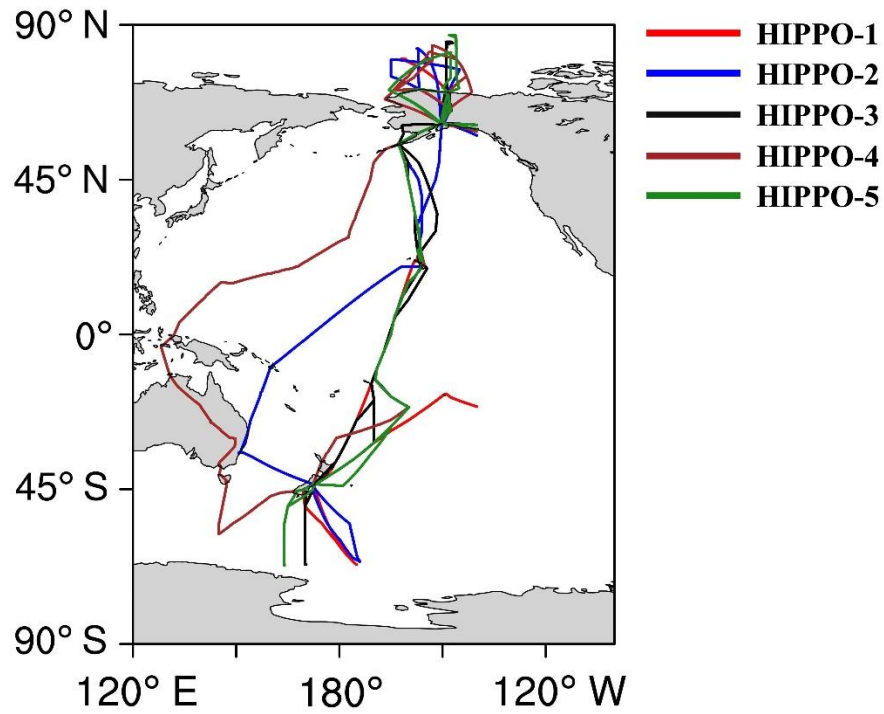 90° N
45° N
0°
45° S
90° S
120° E
180°
120° W
HIPPO-1
HIPPO-2
HIPPO-3
HIPPO-4
HIPPO-5